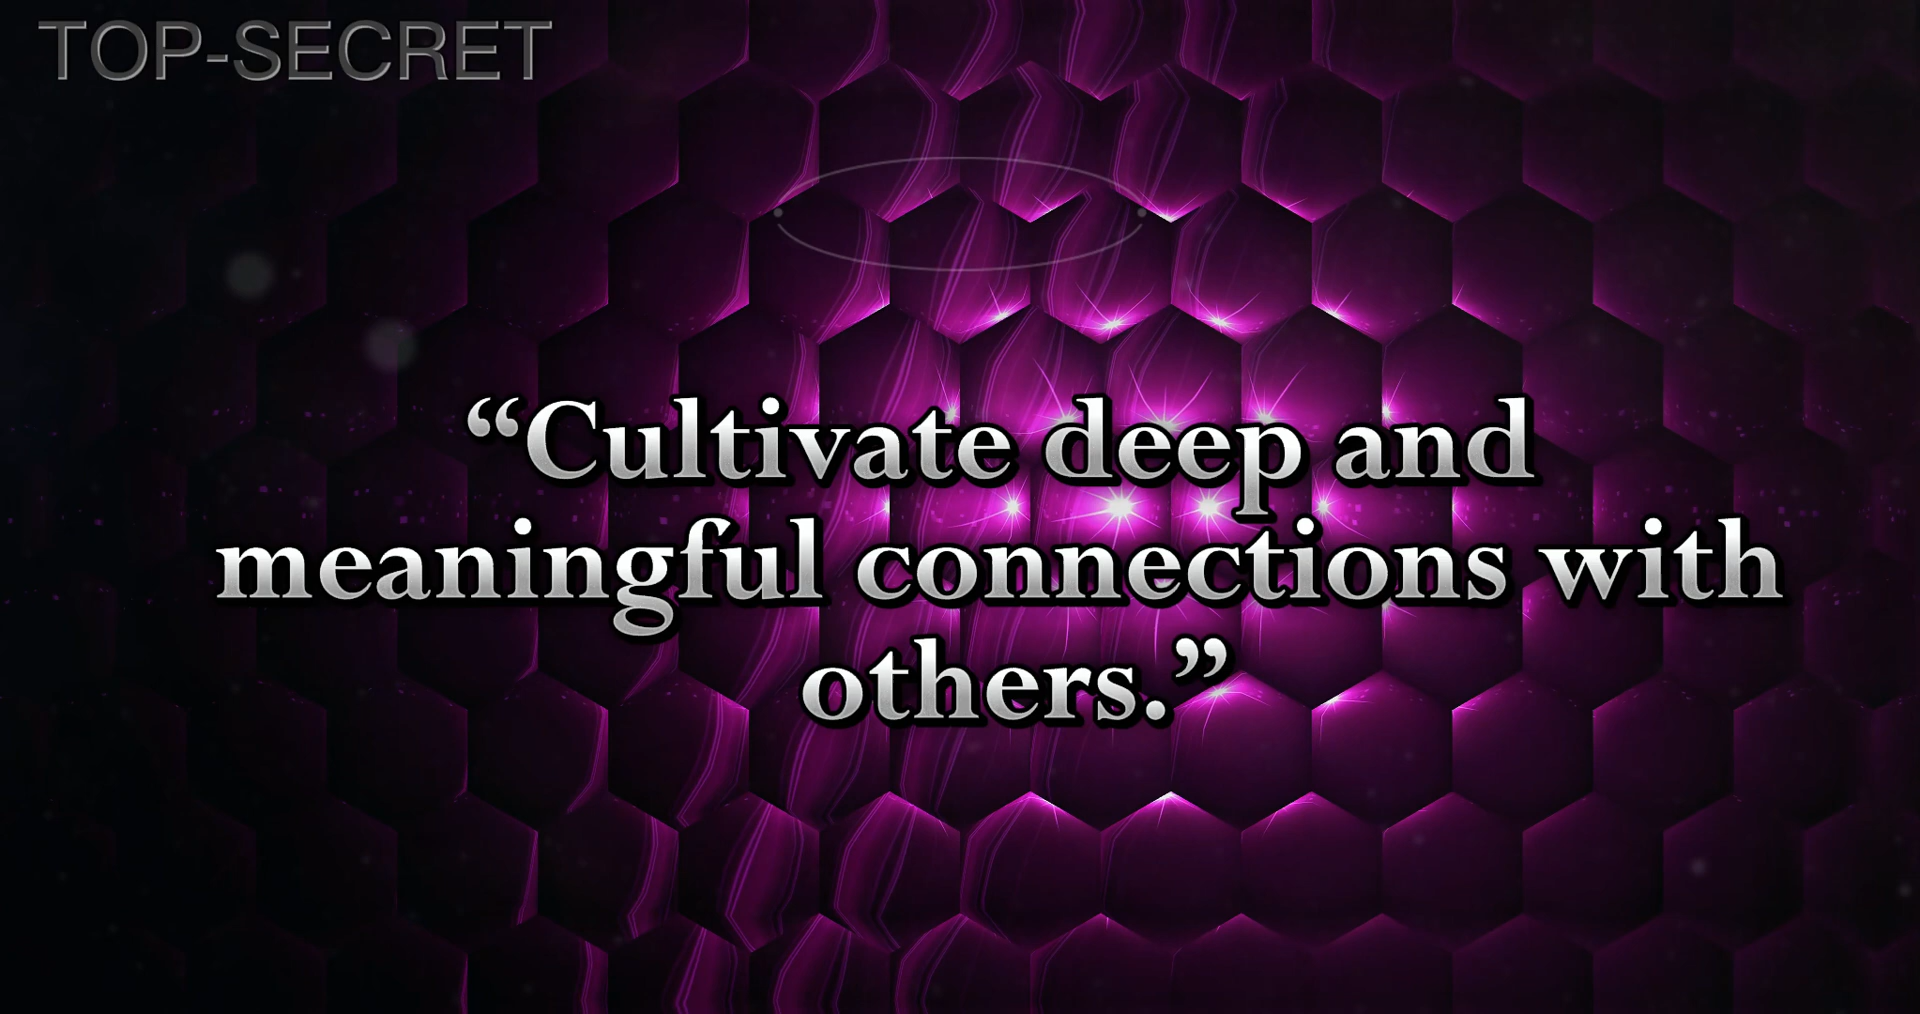 TOP-SECRET
“Cultivate deep and
meaningful connections with
others.”